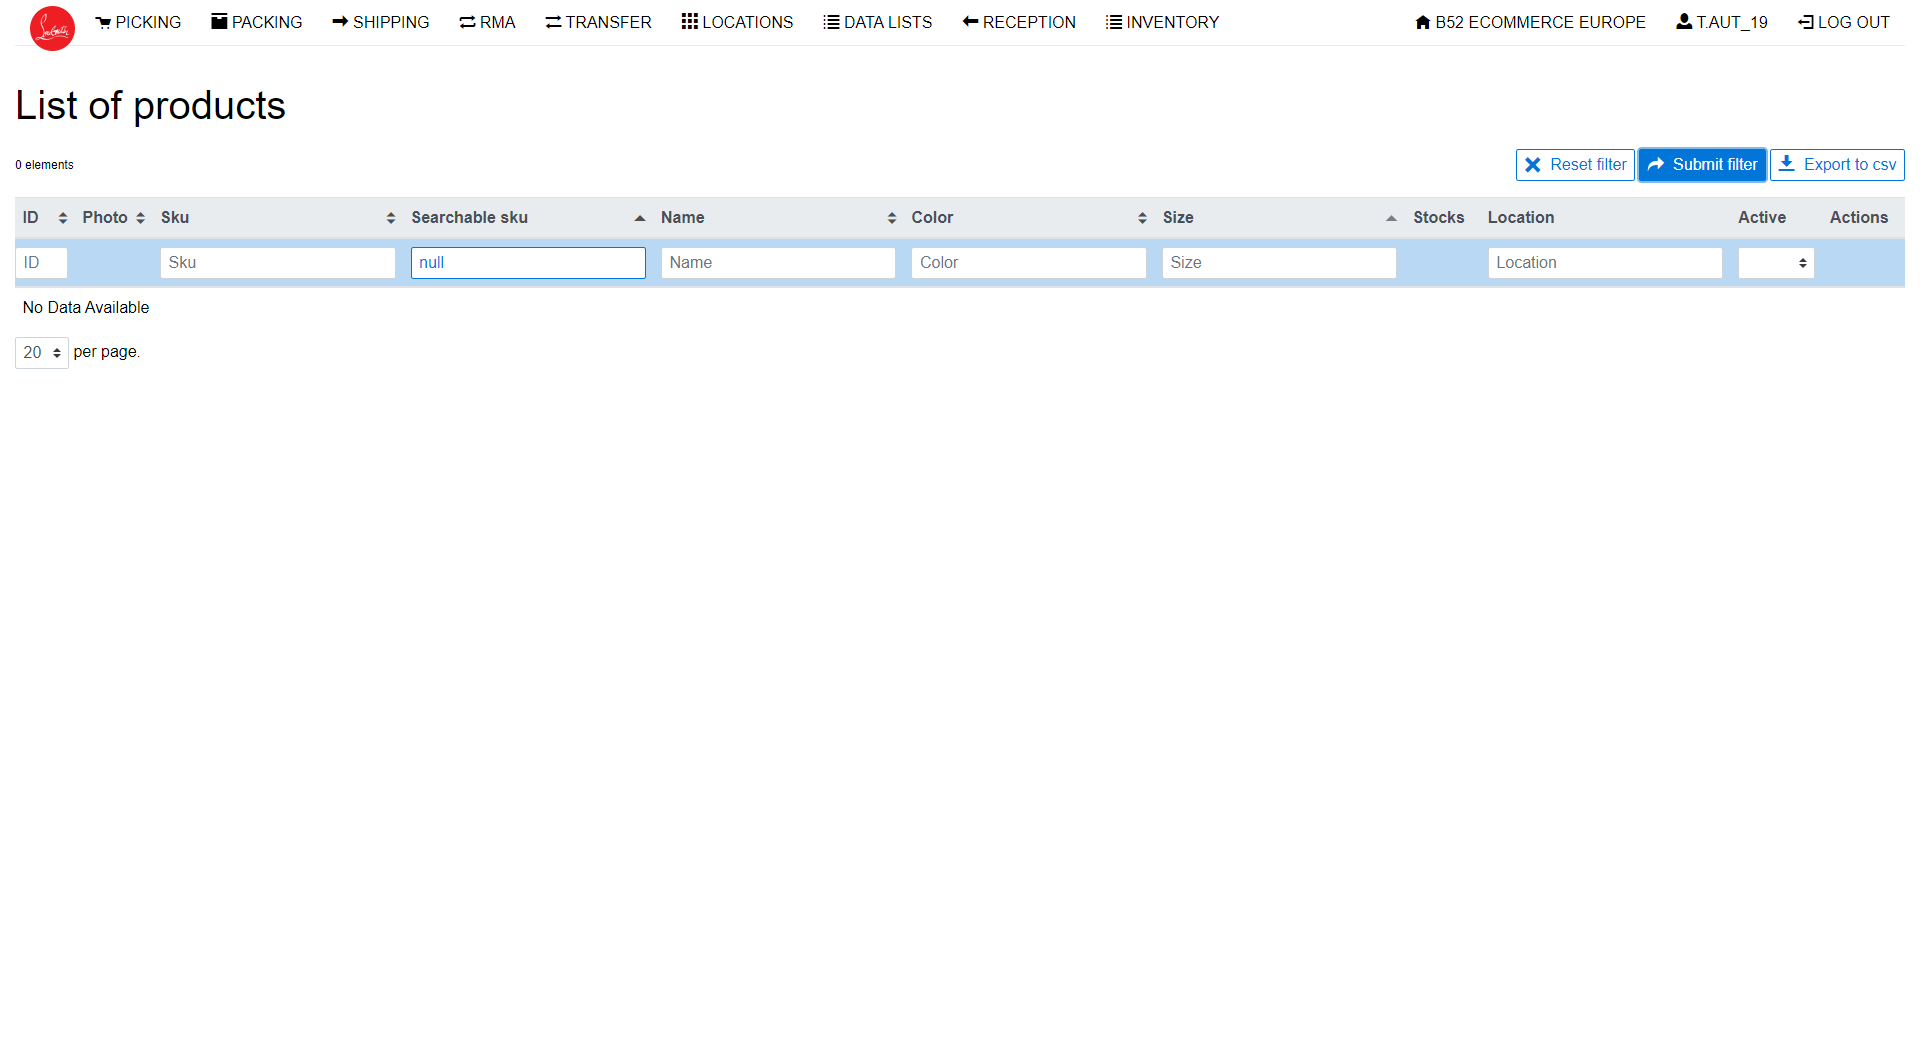 PICKING PACKING SHIPPING RMA TRANSFER LOCATIONS DATA LISTS RECEPTION INVENTORY B52 ECOMMERCE EUROPE T.AUT_19 LOG OUT
List of products
0 elements Reset filter Submit filter Export to csv
ID Photo Sku Searchable sku Name Color Size Stocks Location Active Actions
ID Sku null Name Color Size Location
No Data Available
20 per page.